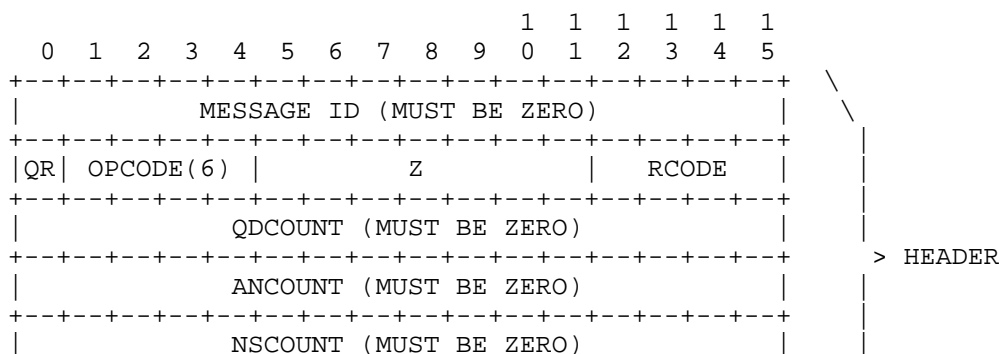 1  1  1  1  1  1
   0  1  2  3  4  5  6  7  8  9  0  1  2  3  4  5
 +--+--+--+--+--+--+--+--+--+--+--+--+--+--+--+--+  \
 |           MESSAGE ID (MUST BE ZERO)           |   \
 +--+--+--+--+--+--+--+--+--+--+--+--+--+--+--+--+    |
 |QR| OPCODE(6) |         Z          |   RCODE   |    |
 +--+--+--+--+--+--+--+--+--+--+--+--+--+--+--+--+    |
 |             QDCOUNT (MUST BE ZERO)            |    |
 +--+--+--+--+--+--+--+--+--+--+--+--+--+--+--+--+     > HEADER
 |             ANCOUNT (MUST BE ZERO)            |    |
 +--+--+--+--+--+--+--+--+--+--+--+--+--+--+--+--+    |
 |             NSCOUNT (MUST BE ZERO)            |    |